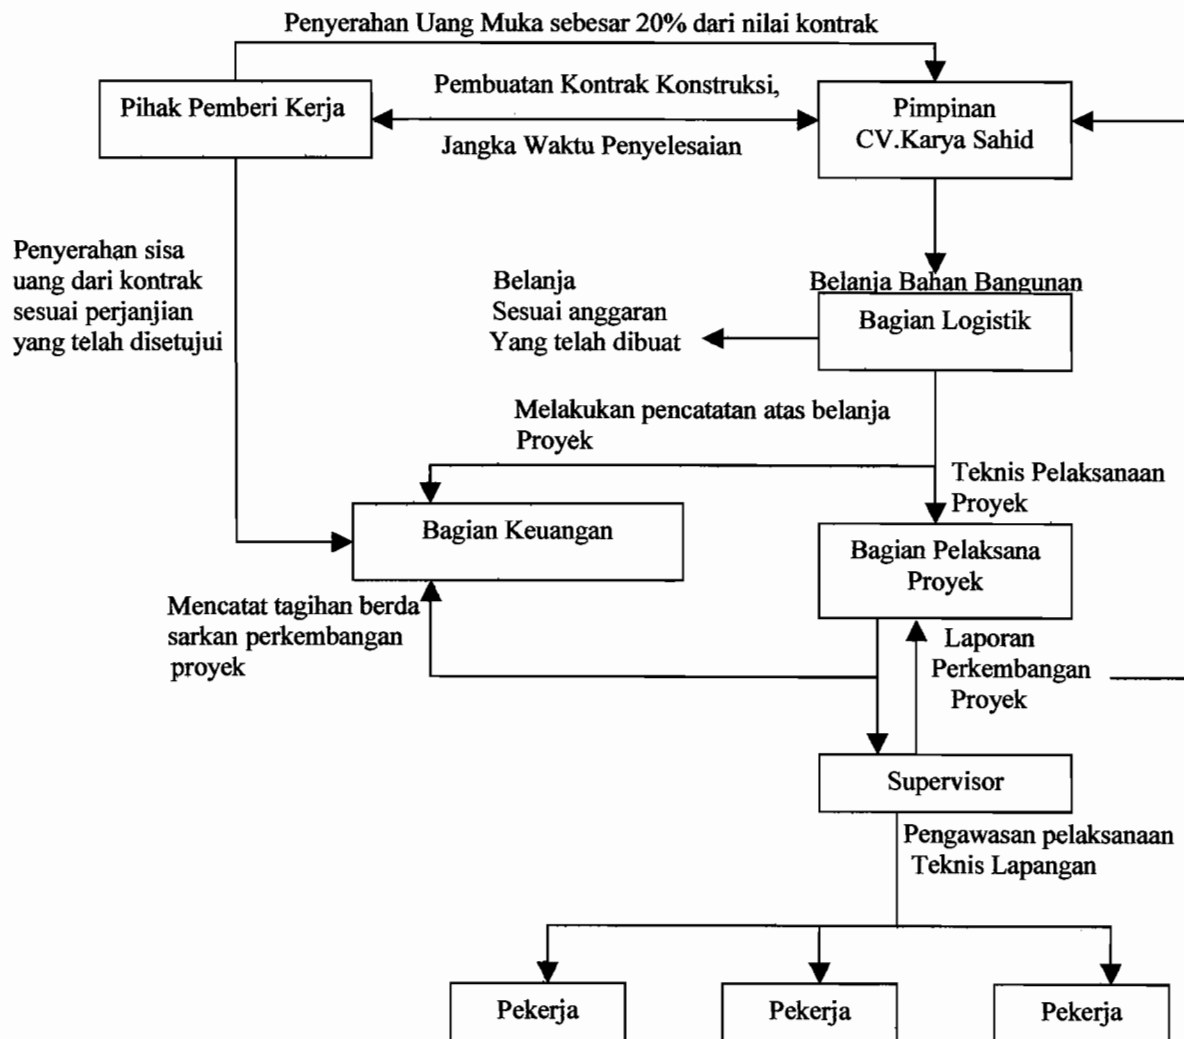 Penyerahan Uang Muka sebesar 20% dari nilai kontrak
Pihak Pemberi Kerja
Pembuatan Kontrak Konstruksi,
Jangka Waktu Penyelesaian
Pimpinan
CV.Karya Sahid
Penyerahan sisa
uang dari kontrak
sesuai perjanjian
yang telah disetujui
Belanja
Sesuai anggaran
Yang telah dibuat
Belanja Bahan Bangunan
Bagian Logistik
Melakukan pencatatan atas belanja
Proyek
Teknis Pelaksanaan
Proyek
Bagian Keuangan
Bagian Pelaksana
Proyek
Mencatat tagihan berda
sarkan perkembangan
proyek
Laporan
Perkembangan
Proyek
Supervisor
Pengawasan pelaksanaan
Teknis Lapangan
Pekerja
Pekerja
Pekerja